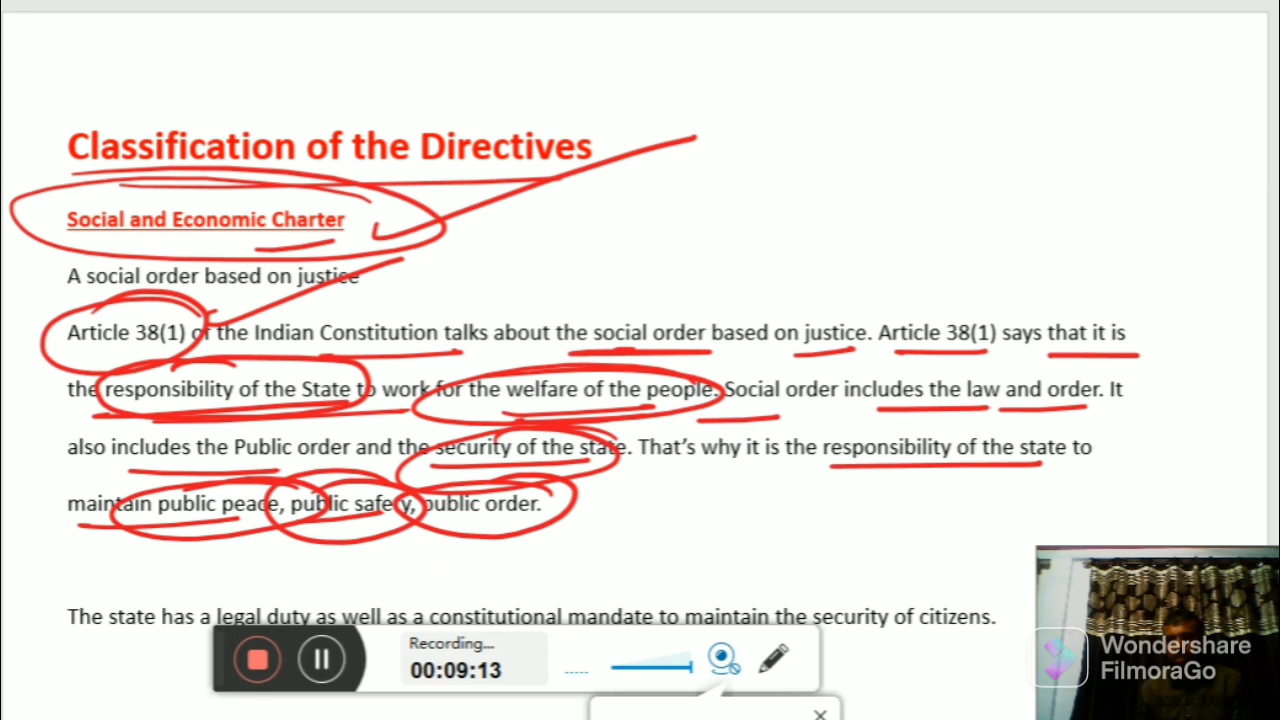 Classification of the Directives
Social and Economic Charter
A social order based on justice
Article 38(1) of the Indian Constitution talks about the social order based on justice. Article 38(1) says that it is
the responsibility of the State to work for the welfare of the people. Social order includes the law and order. It
also includes the Public order and the security of the state. That's why it is the responsibility of the state to
maintain public peace, public safety, public order.
The state has a legal duty as well as a constitutional mandate to maintain the security of citizens.
Recording...
00:09:13
Wondershare
FilmoraGo